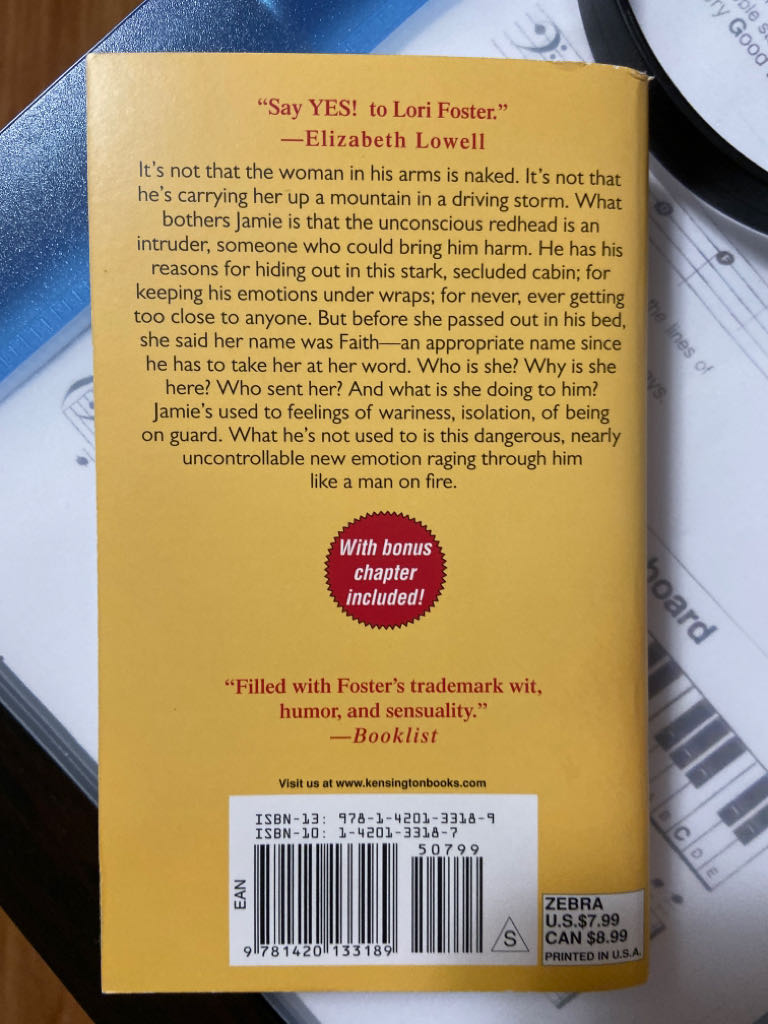 “Say YES! to Lori Foster.”
—Elizabeth Lowell
It’s not that the woman in his arms is naked. It’s not that
he’s carrying her up a mountain in a driving storm. What
bothers Jamie is that the unconscious redhead is an
intruder, someone who could bring him harm. He has his
reasons for hiding out in this stark, secluded cabin; for
keeping his emotions under wraps; for never, ever getting
too close to anyone. But before she passed out in his bed,
she said her name was Faith—an appropriate name since
he has to take her at her word. Who is she? Why is she
here? Who sent her? And what is she doing to him?
Jamie’s used to feelings of wariness, isolation, of being
on guard. What he’s not used to is this dangerous, nearly
uncontrollable new emotion raging through him
like a man on fire.
With bonus
chapter
included!
“Filled with Foster’s trademark wit,
humor, and sensuality.”
—Booklist
Visit us at www.kensingtonbooks.com
ISBN-13: 978-1-4201-3318-9
ISBN-10: 1-4201-3318-7
50799
EAN
9 781420 133189
S
ZEBRA
U.S.$7.99
CAN $8.99
PRINTED IN U.S.A.
Good
F
the lines of
board
B C D E